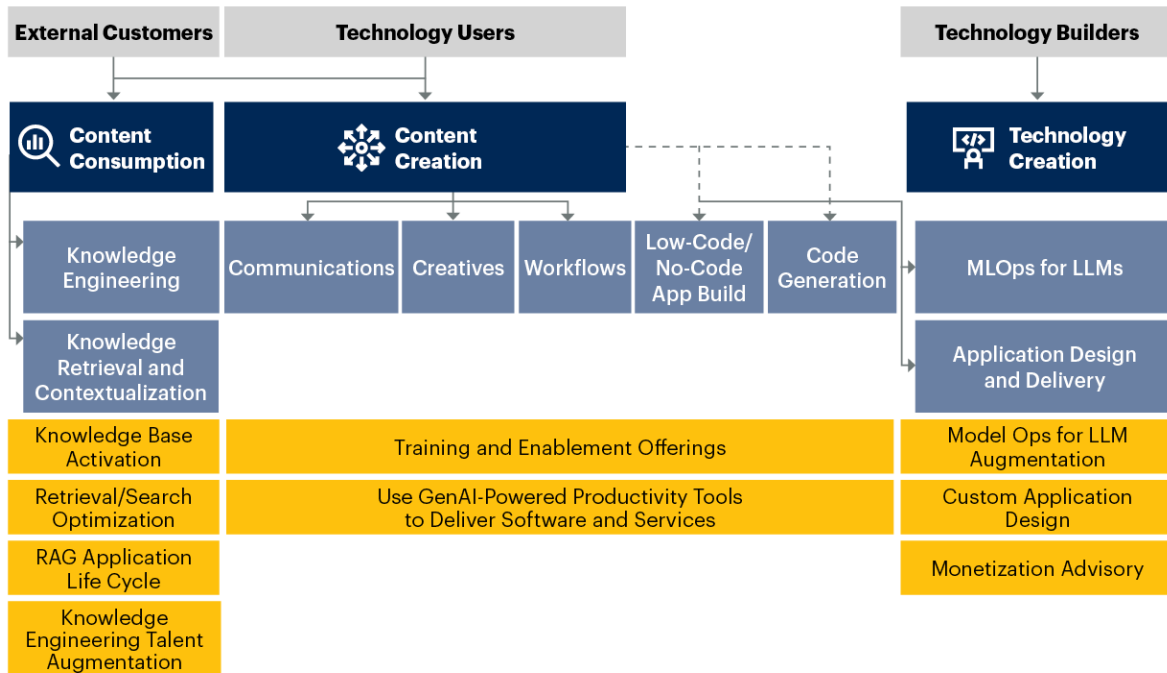 External Customers
Technology Users
Technology Builders
Content
Consumption
Content
Creation
</>
Technology
Creation
Knowledge
Engineering
Communications
Creatives
Workflows
Low-Code/
No-Code
App Build
Code
Generation
MLOps for LLMs
Knowledge
Retrieval and
Contextualization
Application Design
and Delivery
Knowledge Base
Activation
Training and Enablement Offerings
Model Ops for LLM
Augmentation
Retrieval/Search
Optimization
Use GenAI-Powered Productivity Tools
to Deliver Software and Services
Custom Application
Design
RAG Application
Life Cycle
Monetization Advisory
Knowledge
Engineering Talent
Augmentation